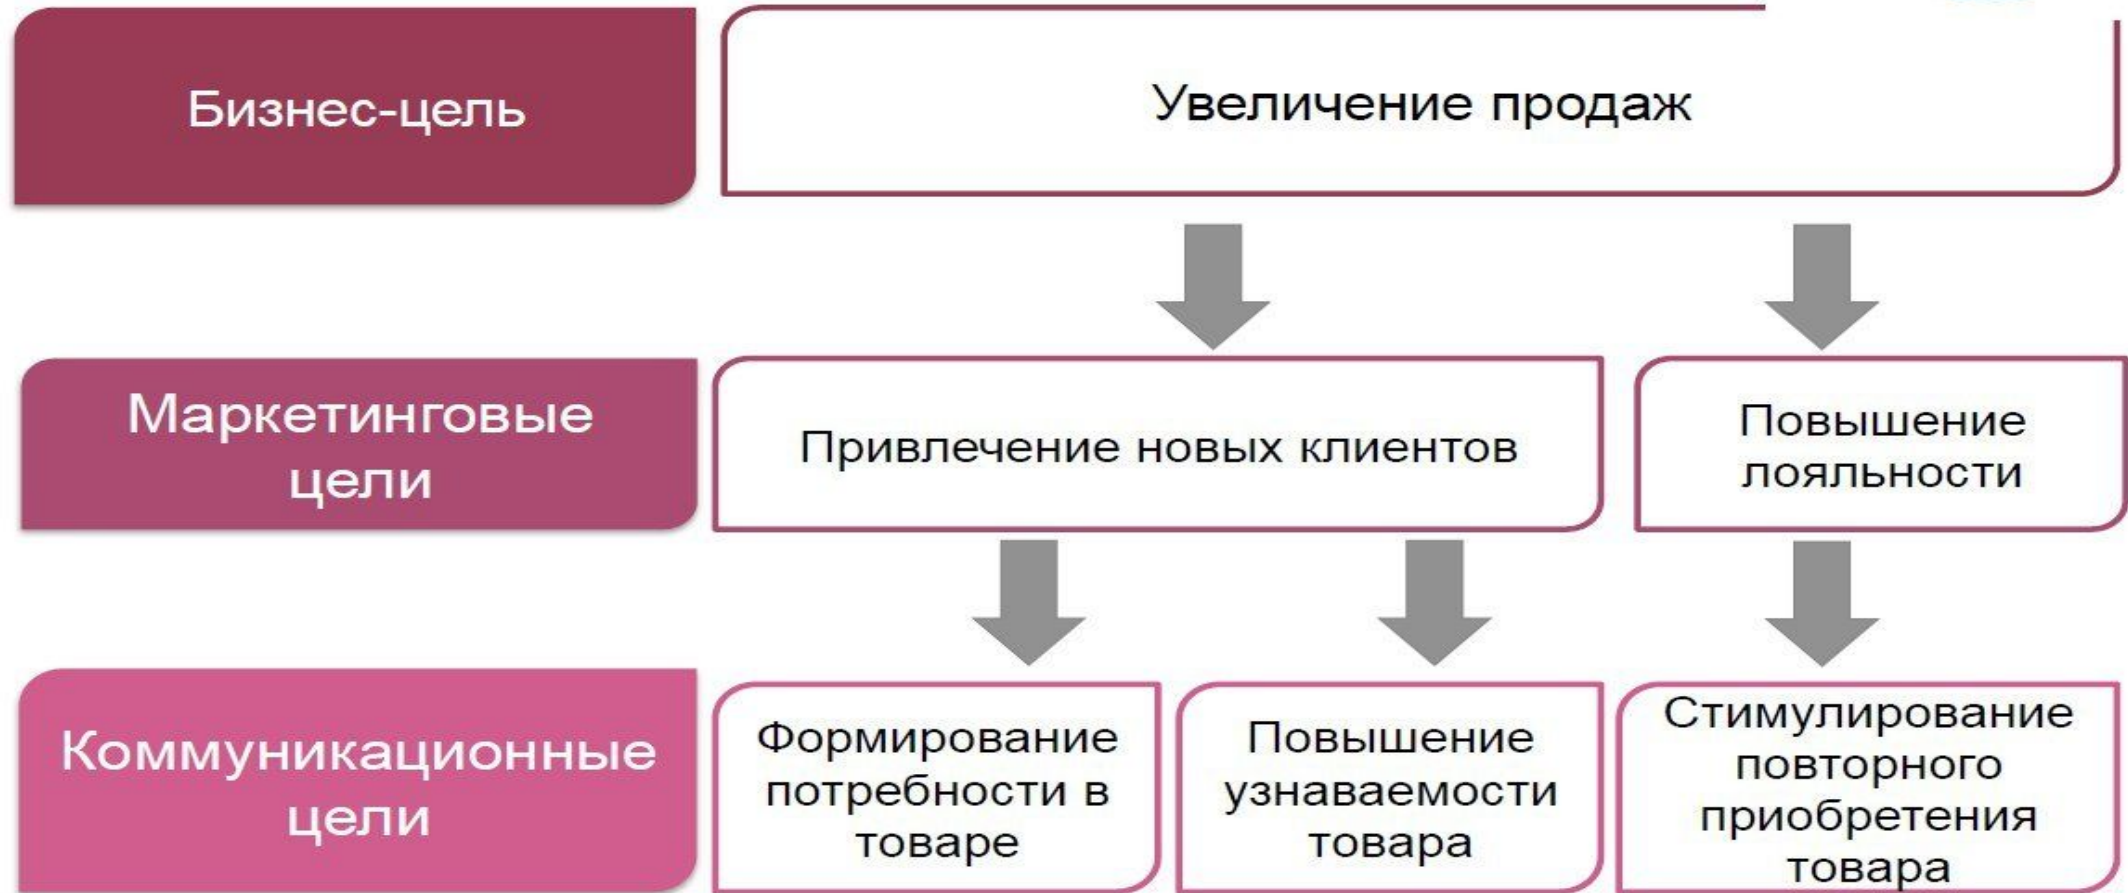 Бизнес-цель
Увеличение продаж
Маркетинговые
цели
Привлечение новых клиентов
Повышение
лояльности
Коммуникационные
цели
Формирование
потребности в
товаре
Повышение
узнаваемости
товара
Стимулирование
повторного
приобретения
товара